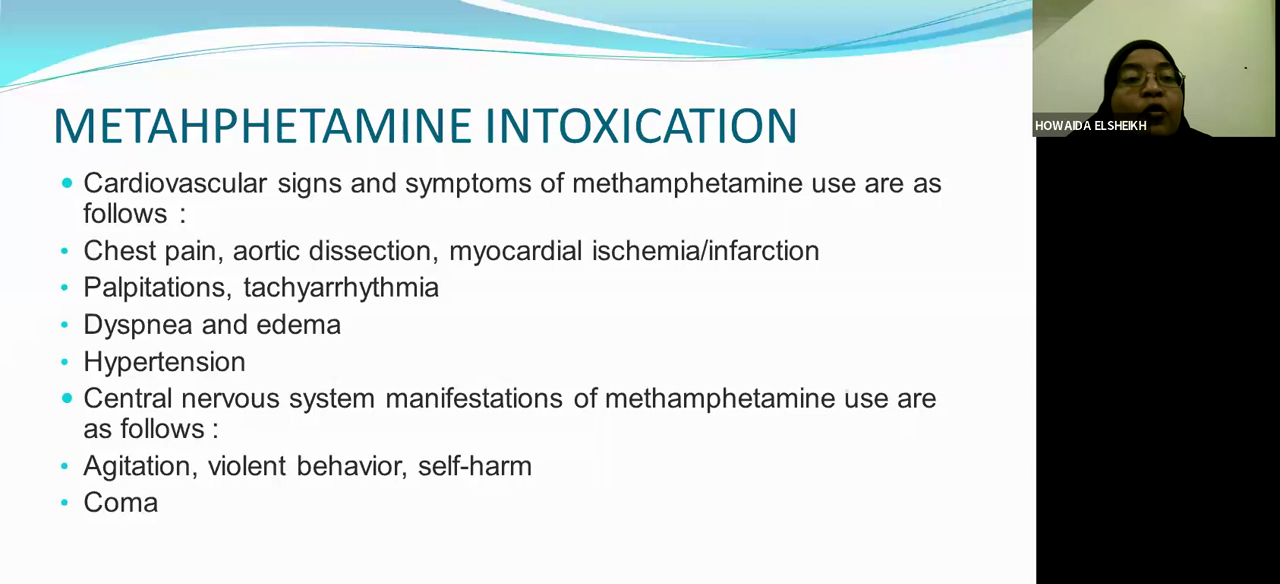 METAHPHETAMINE INTOXICATION
• Cardiovascular signs and symptoms of methamphetamine use are as
follows :
• Chest pain, aortic dissection, myocardial ischemia/infarction
• Palpitations, tachyarrhythmia
• Dyspnea and edema
• Hypertension
• Central nervous system manifestations of methamphetamine use are
as follows :
• Agitation, violent behavior, self-harm
• Coma
HOWAIDA ELSHEIKH